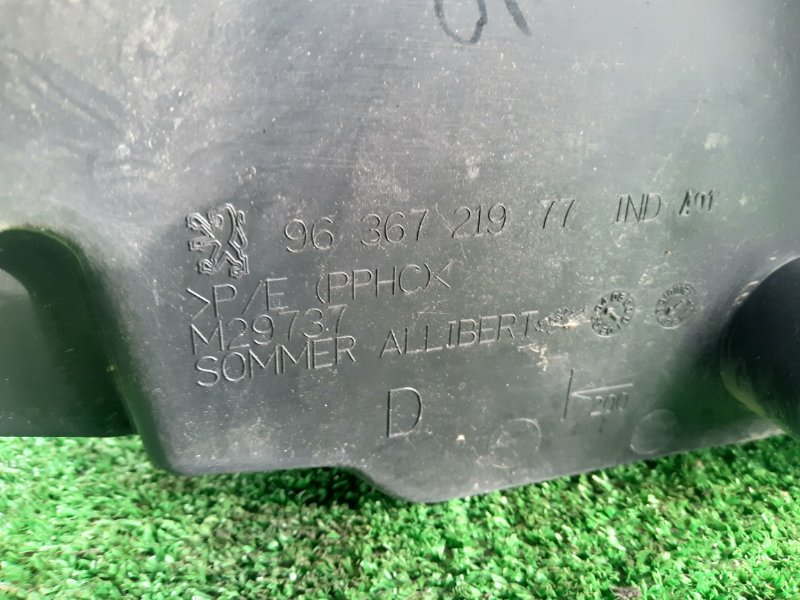 96 367 219 77 IND A01
>P/E (PPHC)<
M29737
SOMMER ALLIBERT
D
200